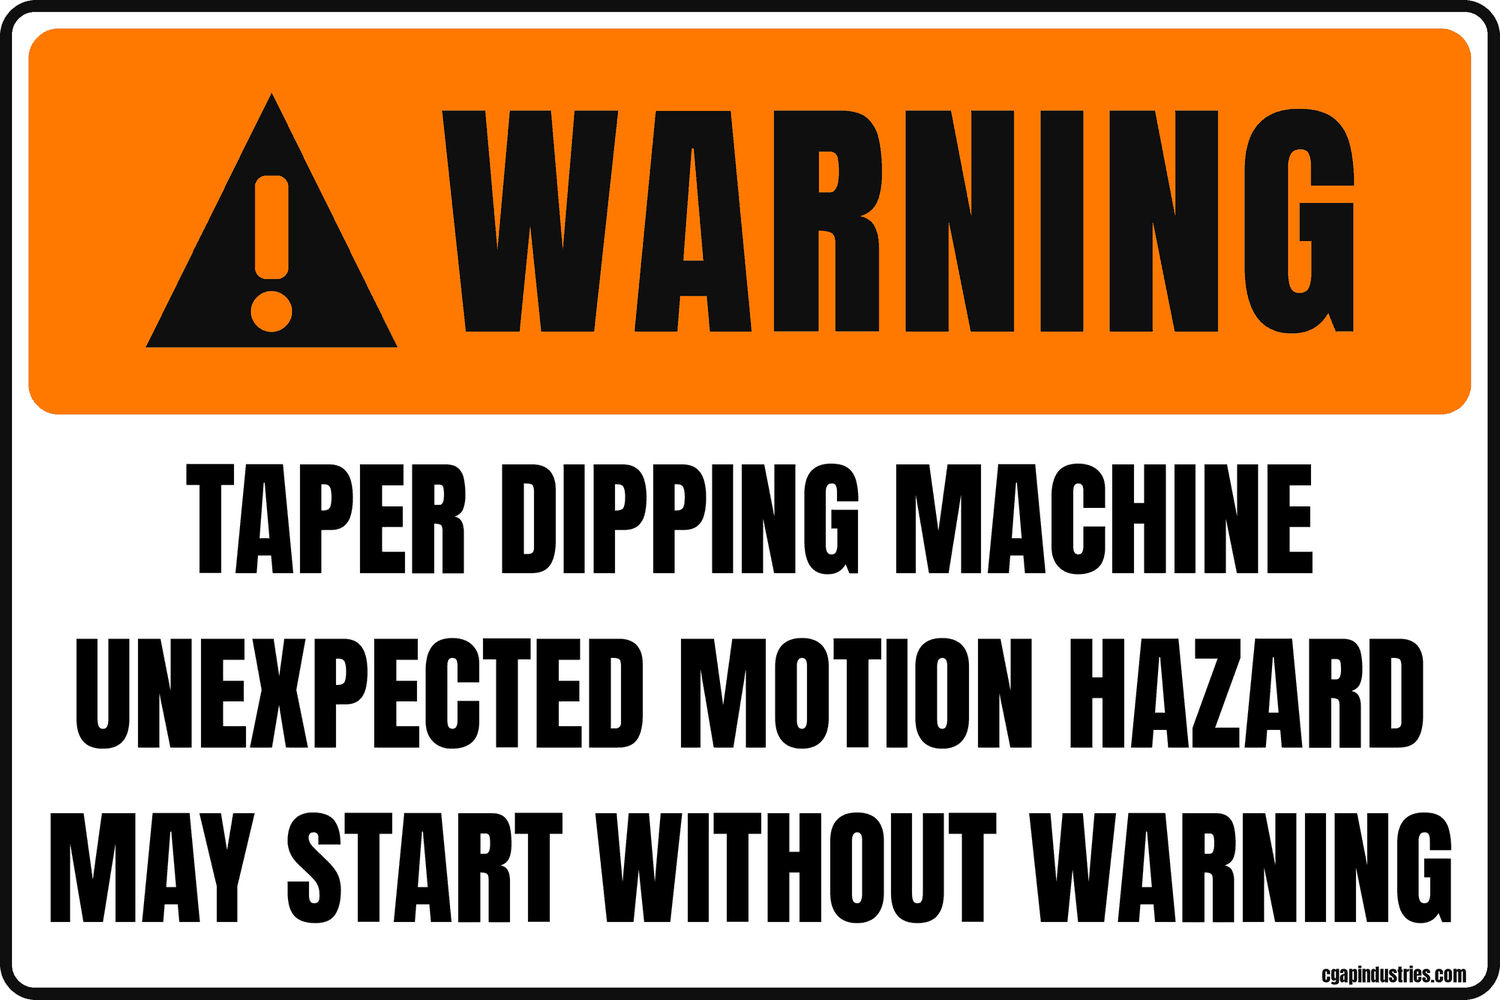 WARNING
TAPER DIPPING MACHINE
UNEXPECTED MOTION HAZARD
MAY START WITHOUT WARNING
cgapindustries.com